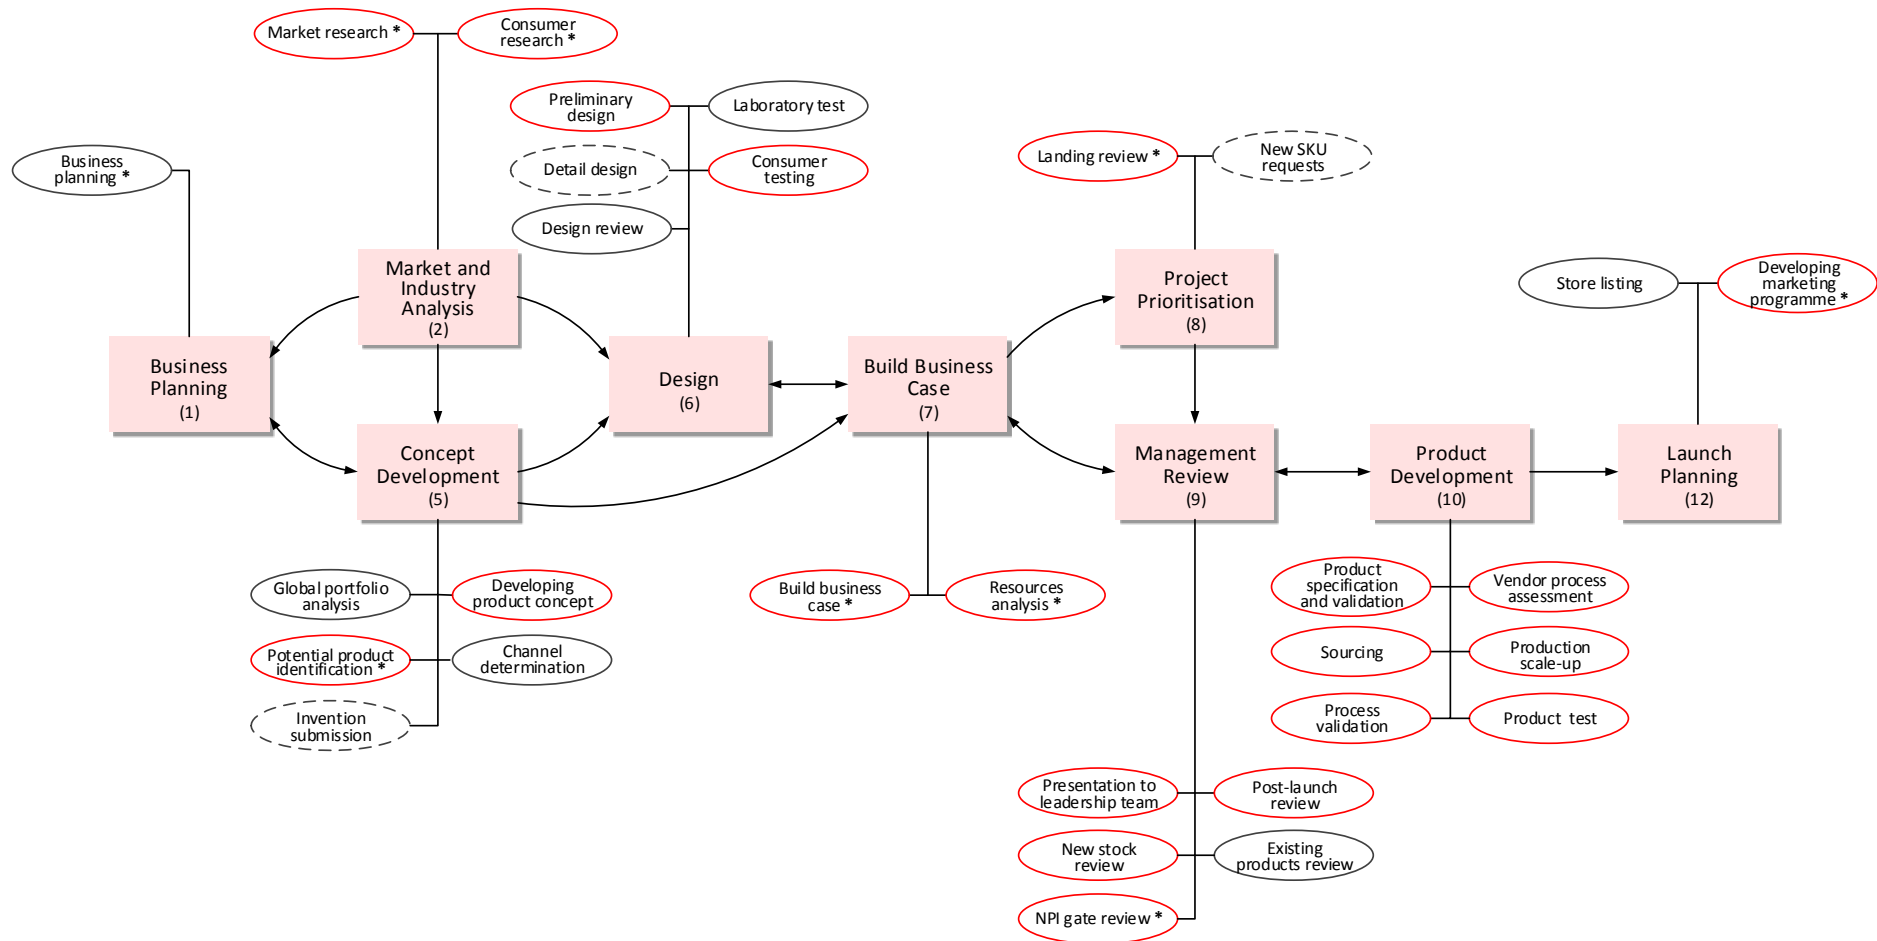 Market research *
Consumer
research *
Preliminary
design
Laboratory test
Business
planning *
Detail design
Consumer
testing
Landing review *
New SKU
requests
Design review
Market and
Industry
Analysis
(2)
Project
Prioritisation
(8)
Store listing
Developing
marketing
programme *
Business
Planning
(1)
Design
(6)
Build Business
Case
(7)
Concept
Development
(5)
Management
Review
(9)
Product
Development
(10)
Launch
Planning
(12)
Global portfolio
analysis
Developing
product concept
Build business
case *
Resources
analysis *
Product
specification
and validation
Vendor process
assessment
Potential product
identification *
Channel
determination
Sourcing
Production
scale-up
Invention
submission
Process
validation
Product test
Presentation to
leadership team
Post-launch
review
New stock
review
Existing
products review
NPI gate review *